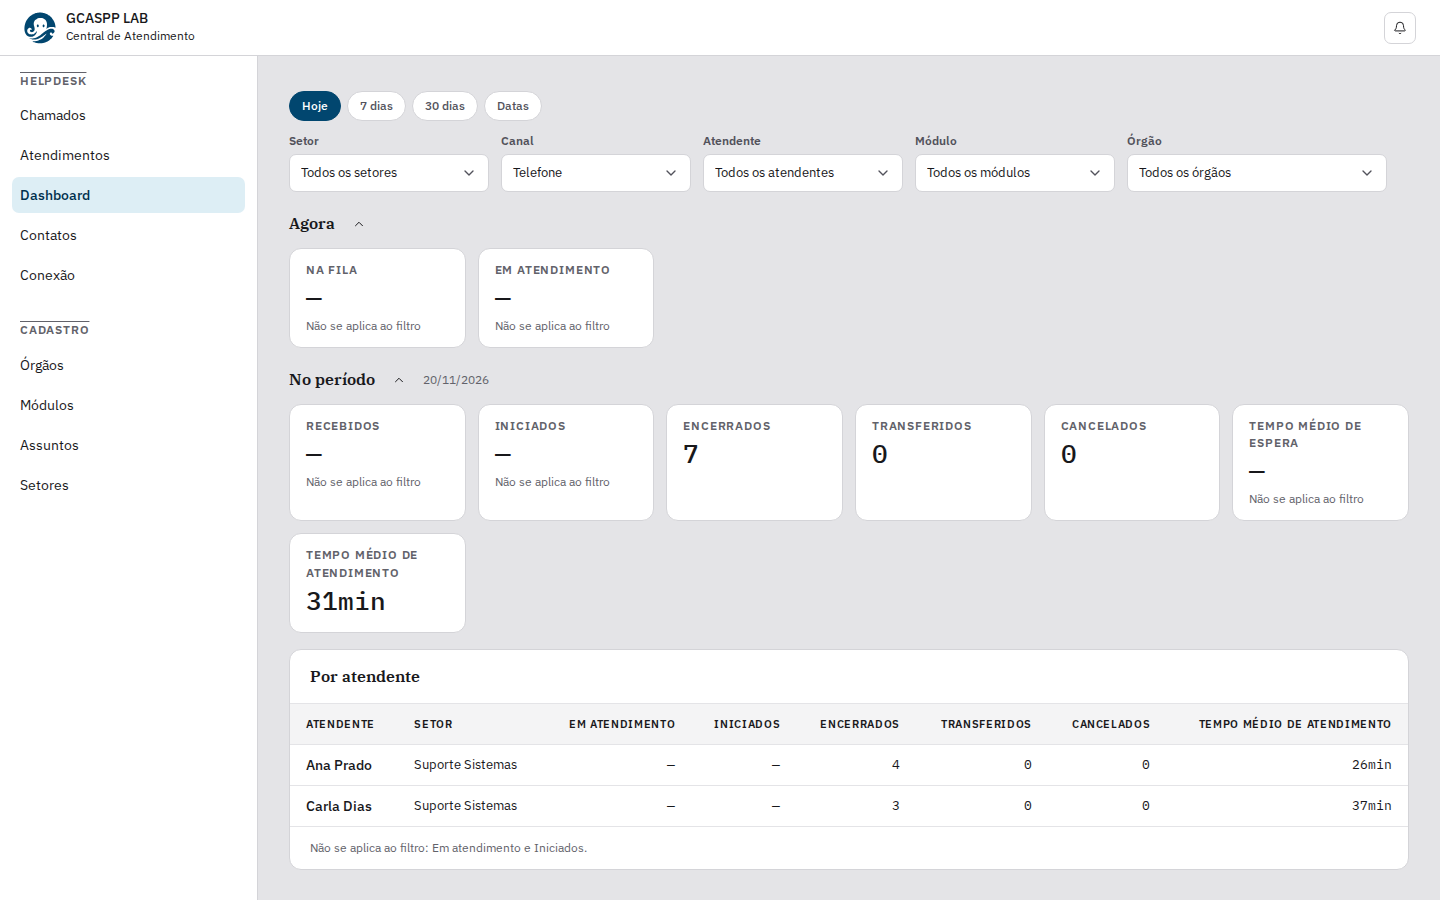 GCASPP LAB
Central de Atendimento
HELPDESK
Chamados
Atendimentos
Dashboard
Contatos
Conexão
CADASTRO
Órgãos
Módulos
Assuntos
Setores
Hoje
7 dias
30 dias
Datas
Setor
Canal
Atendente
Módulo
Órgão
Todos os setores
Telefone
Todos os atendentes
Todos os módulos
Todos os órgãos
Agora
NA FILA
—
Não se aplica ao filtro
EM ATENDIMENTO
—
Não se aplica ao filtro
No período 20/11/2026
RECEBIDOS
—
Não se aplica ao filtro
INICIADOS
—
Não se aplica ao filtro
ENCERRADOS
7
TRANSFERIDOS
0
CANCELADOS
0
TEMPO MÉDIO DE
ESPERA
—
Não se aplica ao filtro
TEMPO MÉDIO DE
ATENDIMENTO
31min
Por atendente
ATENDENTE SETOR EM ATENDIMENTO INICIADOS ENCERRADOS TRANSFERIDOS CANCELADOS TEMPO MÉDIO DE ATENDIMENTO
Ana Prado Suporte Sistemas — — 4 0 0 26min
Carla Dias Suporte Sistemas — — 3 0 0 37min
Não se aplica ao filtro: Em atendimento e Iniciados.